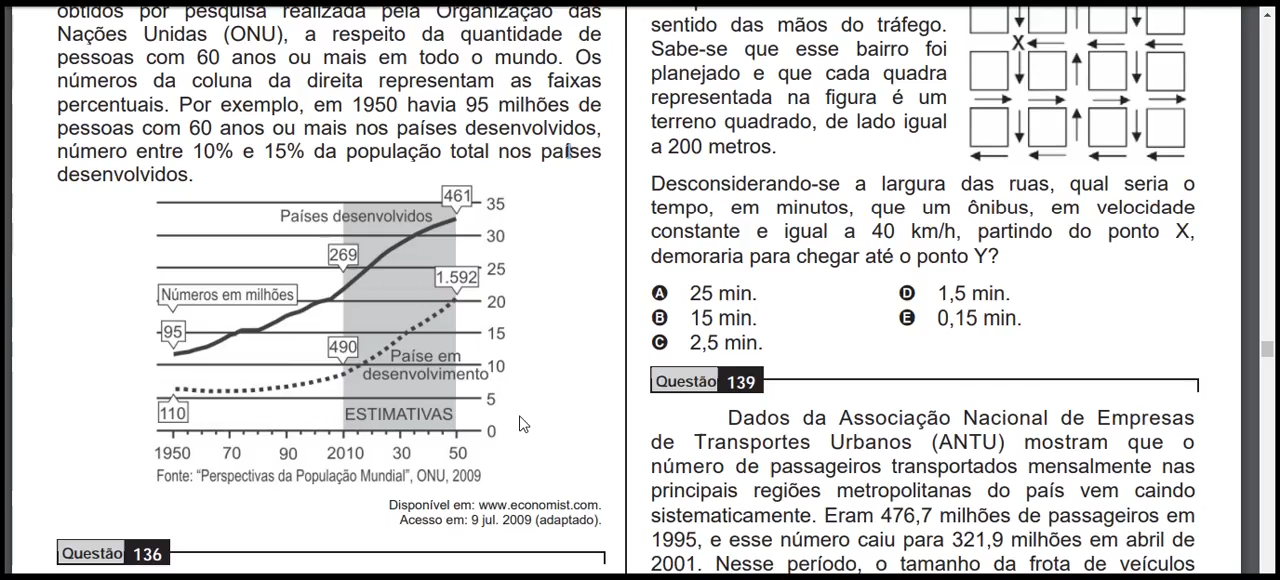 obtidos por pesquisa realizada pela Organização das
Nações Unidas (ONU), a respeito da quantidade de
pessoas com 60 anos ou mais em todo o mundo. Os
números da coluna da direita representam as faixas
percentuais. Por exemplo, em 1950 havia 95 milhões de
pessoas com 60 anos ou mais nos países desenvolvidos,
número entre 10% e 15% da população total nos países
desenvolvidos.
461
35
Países desenvolvidos
30
269
25
1.592
Números em milhões
20
95
15
490
Paíse em
10
desenvolvimento
5
110
ESTIMATIVAS
0
1950 70 90 2010 30 50
Fonte: “Perspectivas da População Mundial”, ONU, 2009
Disponível em: www.economist.com.
Acesso em: 9 jul. 2009 (adaptado).
Questão 136
sentido das mãos do tráfego.
Sabe-se que esse bairro foi
planejado e que cada quadra
representada na figura é um
terreno quadrado, de lado igual
a 200 metros.
X
Desconsiderando-se a largura das ruas, qual seria o
tempo, em minutos, que um ônibus, em velocidade
constante e igual a 40 km/h, partindo do ponto X,
demoraria para chegar até o ponto Y?
A 25 min.
B 15 min.
C 2,5 min.
D 1,5 min.
E 0,15 min.
Questão 139
Dados da Associação Nacional de Empresas
de Transportes Urbanos (ANTU) mostram que o
número de passageiros transportados mensalmente nas
principais regiões metropolitanas do país vem caindo
sistematicamente. Eram 476,7 milhões de passageiros em
1995, e esse número caiu para 321,9 milhões em abril de
2001. Nesse período, o tamanho da frota de veículos